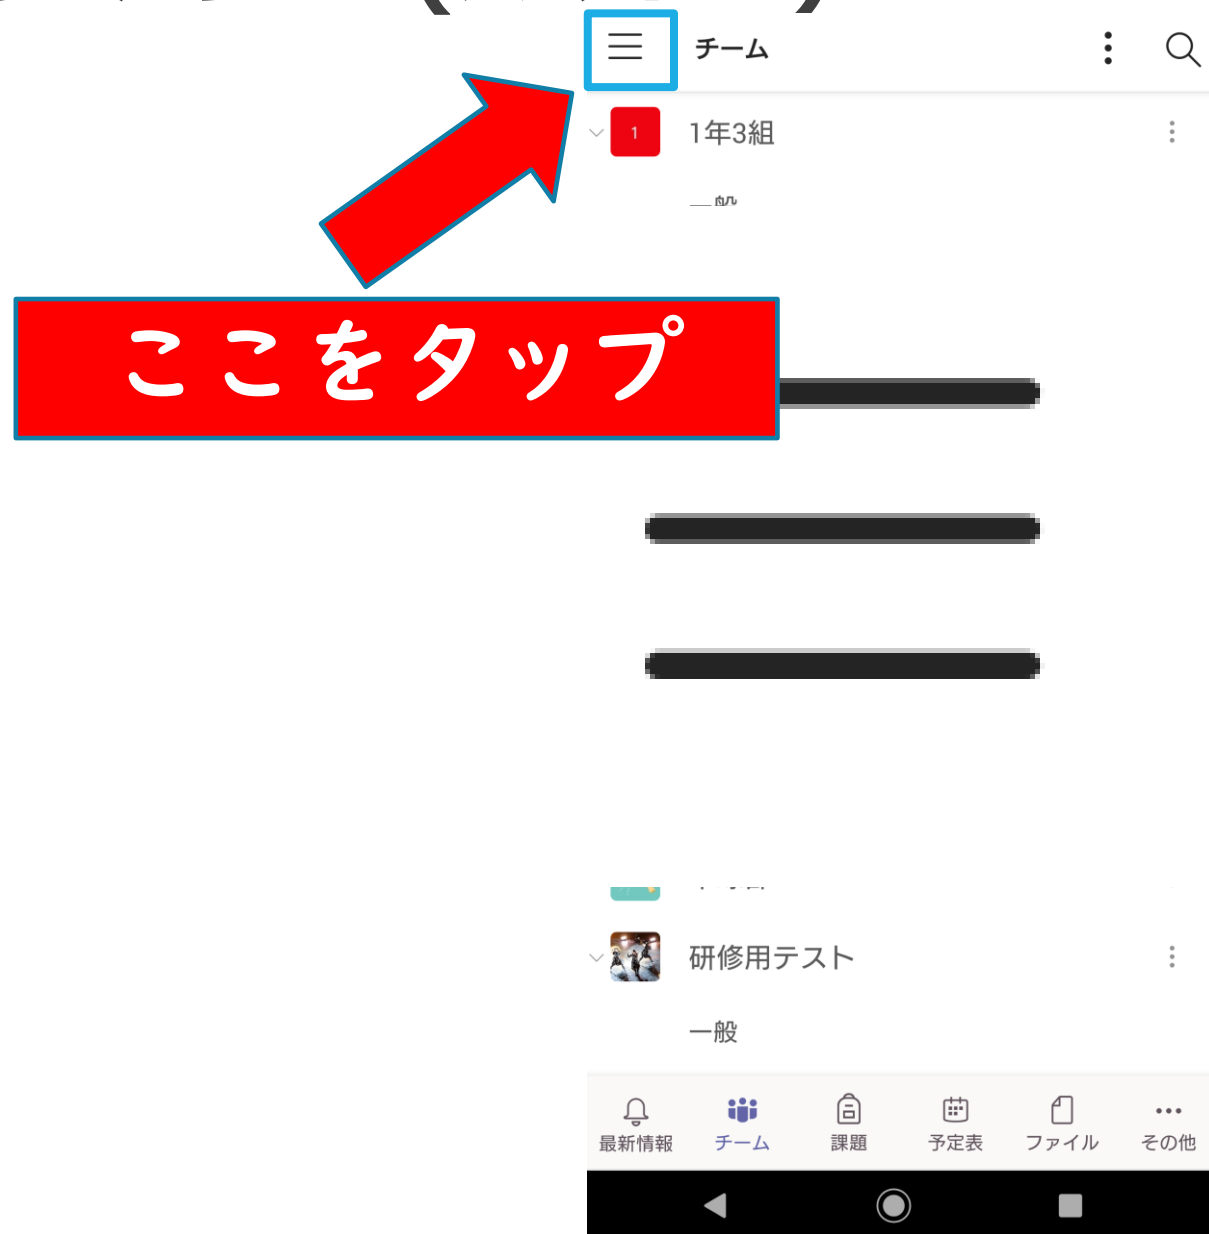 チーム
1
1年3組
ここをタップ
研修用テスト
一般
最新情報
チーム
課題
予定表
ファイル
その他